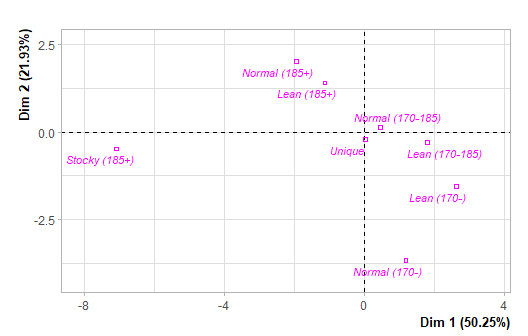 Dim 2 (21.93%)
2.5
0.0
-2.5
Normal (185+)
Lean (185+)
Normal (170-185)
Unique
Lean (170-185)
Stocky (185+)
Lean (170-)
Normal (170-)
-8
-4
0
4
Dim 1 (50.25%)